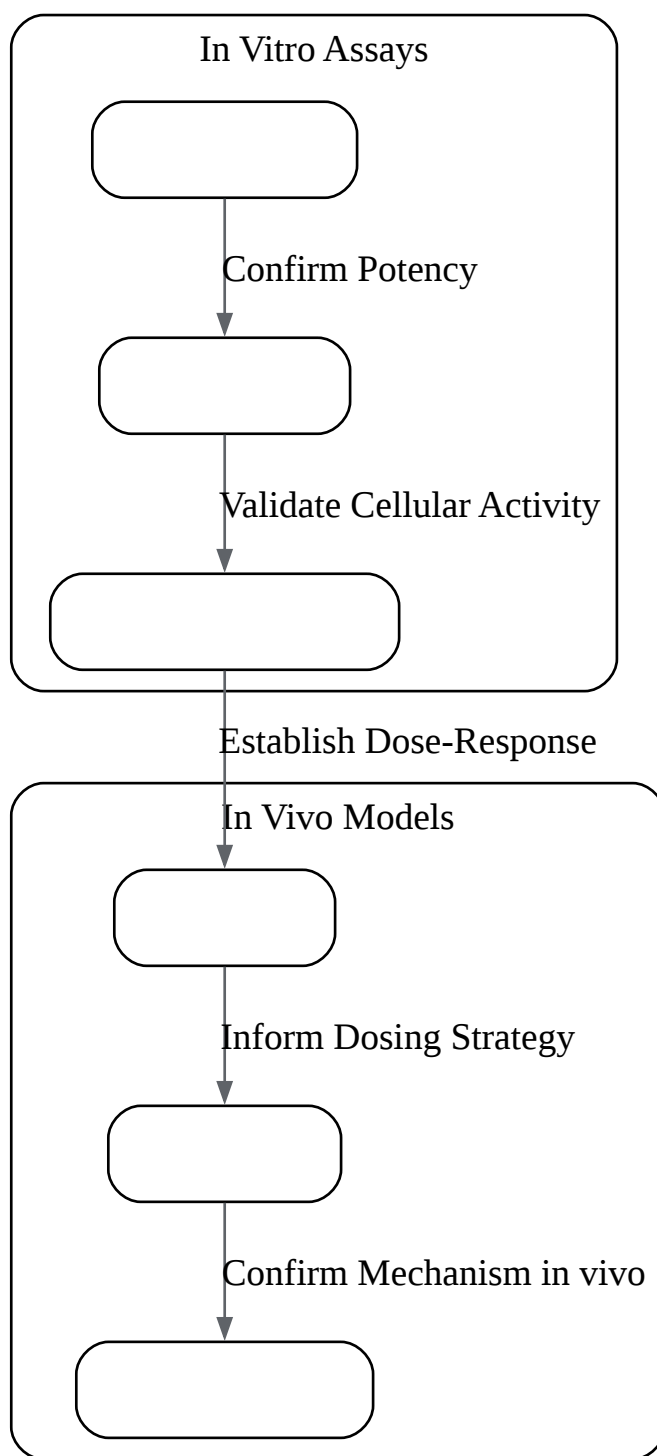 In Vitro Assays
Confirm Potency
Validate Cellular Activity
Establish Dose-Response
In Vivo Models
Inform Dosing Strategy
Confirm Mechanism in vivo